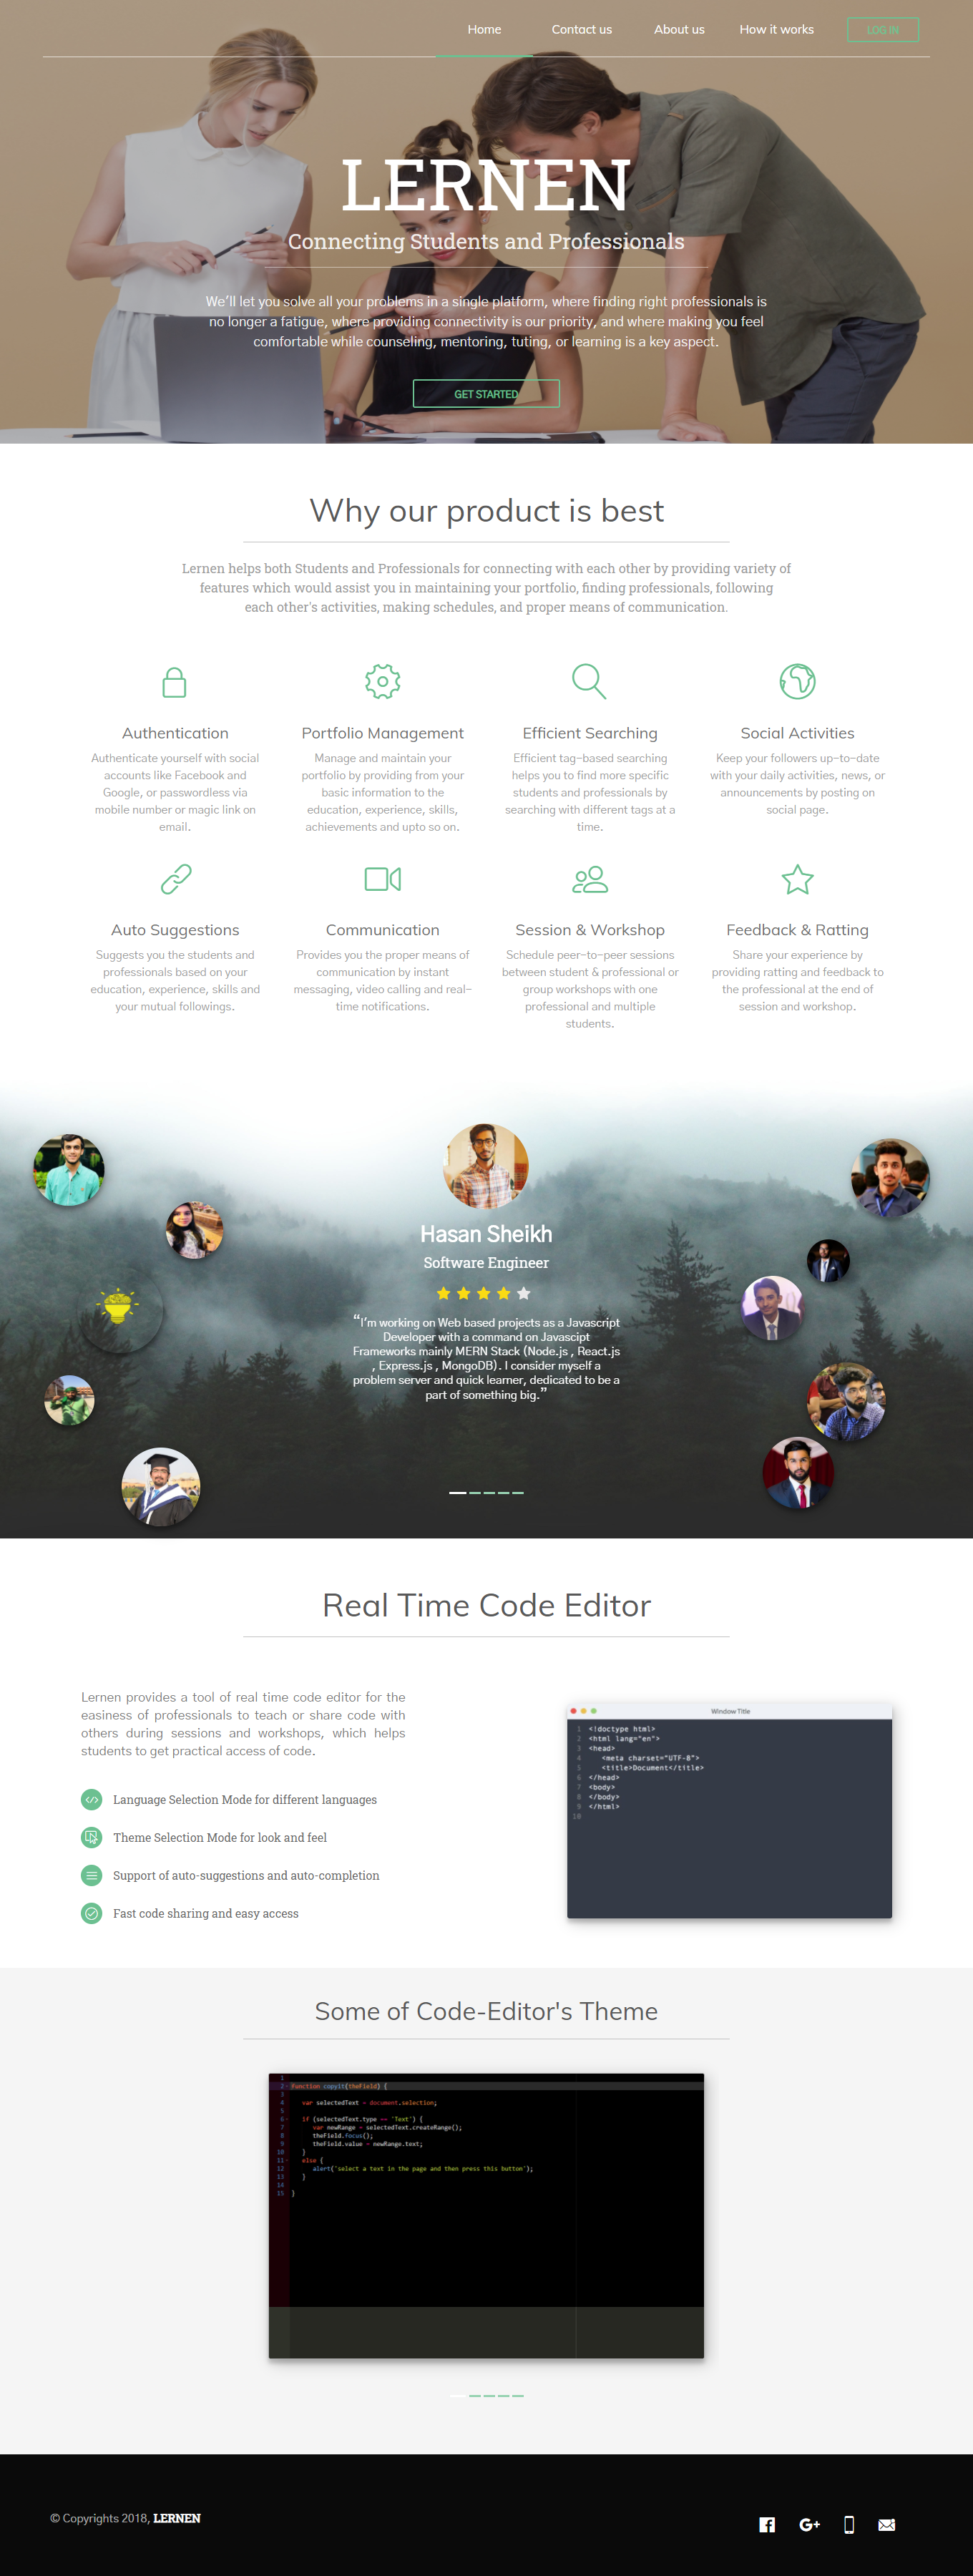 Home Contact us About us How it works LOG IN
LERNEN
Connecting Students and Professionals
We'll let you solve all your problems in a single platform, where finding right professionals is
no longer a fatigue, where providing connectivity is our priority, and where making you feel
comfortable while counseling, mentoring, tuting, or learning is a key aspect.
GET STARTED
Why our product is best
Lernen helps both Students and Professionals for connecting with each other by providing variety of
features which would assist you in maintaining your portfolio, finding professionals, following
each other's activities, making schedules, and proper means of communication.
Authentication
Authenticate yourself with social
accounts like Facebook and
Google, or passwordless via
mobile number or magic link on
email.
Portfolio Management
Manage and maintain your
portfolio by providing from your
basic information to the
education, experience, skills,
achievements and upto so on.
Efficient Searching
Efficient tag-based searching
helps you to find more specific
students and professionals by
searching with different tags at a
time.
Social Activities
Keep your followers up-to-date
with your daily activities, news, or
announcements by posting on
social page.
Auto Suggestions
Suggests you the students and
professionals based on your
education, experience, skills and
your mutual followings.
Communication
Provides you the proper means of
communication by instant
messaging, video calling and real-
time notifications.
Session & Workshop
Schedule peer-to-peer sessions
between student & professional or
group workshops with one
professional and multiple
students.
Feedback & Ratting
Share your experience by
providing ratting and feedback to
the professional at the end of
session and workshop.
Hasan Sheikh
Software Engineer
“I'm working on Web based projects as a Javascript
Developer with a command on Javascipt
Frameworks mainly MERN Stack (Node.js , React.js
, Express.js , MongoDB). I consider myself a
problem server and quick learner, dedicated to be a
part of something big.”
Real Time Code Editor
Lernen provides a tool of real time code editor for the
easiness of professionals to teach or share code with
others during sessions and workshops, which helps
students to get practical access of code.
Language Selection Mode for different languages
Theme Selection Mode for look and feel
Support of auto-suggestions and auto-completion
Fast code sharing and easy access
Window Title
1 <!doctype html>
2 <html lang="en">
3 <head>
4 <meta charset="UTF-8">
5 <title>Document</title>
6 </head>
7 <body>
8 </body>
9 </html>
10
Some of Code-Editor's Theme
1
2 Function copyit(theField) {
3
4 var selectedText = document.selection;
5
6 if (selectedText.type == 'Text') {
7 var newRange = selectedText.createRange();
8 theField.focus();
9 theField.value = newRange.text;
10 }
11 else {
12 alert('select a text in the page and then press this button');
13 }
14
15 }
© Copyrights 2018, LERNEN
G+